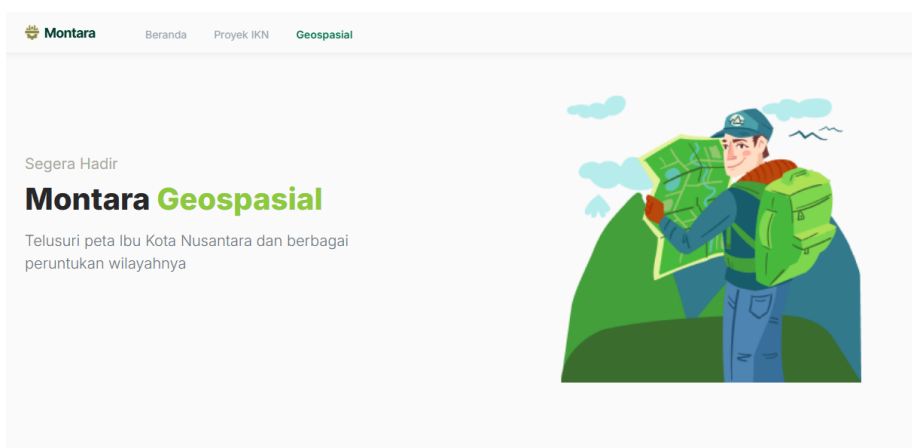 Montara
Beranda
Proyek IKN
Geospasial
Segera Hadir
Montara Geospasial
Telusuri peta Ibu Kota Nusantara dan berbagai
peruntukan wilayahnya